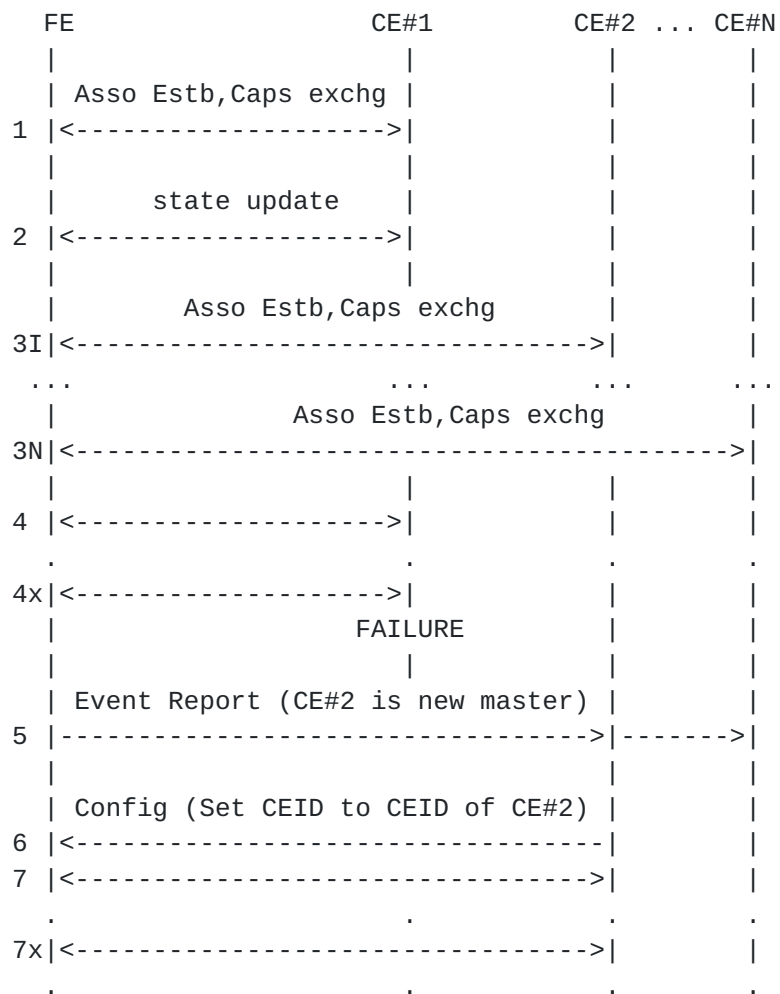 FE                   CE#1         CE#2 ... CE#N
|                      |            |        |
| Asso Estb,Caps exchg |            |        |
1 |<-------------------->|            |        |
|                      |            |        |
|      state update    |            |        |
2 |<-------------------->|            |        |
|                      |            |        |
|        Asso Estb,Caps exchg       |        |
3I|<--------------------------------->|        |
...                    ...          ...      ...
|               Asso Estb,Caps exchg         |
3N|<------------------------------------------>|
|                      |            |        |
4 |<-------------------->|            |        |
.                      .            .        .
4x|<-------------------->|            |        |
|                   FAILURE         |        |
|                      |            |        |
| Event Report (CE#2 is new master) |        |
5 |---------------------------------->|------->|
|                                   |        |
| Config (Set CEID to CEID of CE#2) |        |
6 |<----------------------------------|        |
7 |<--------------------------------->|        |
.                      .            .        .
7x|<--------------------------------->|        |
.                      .            .        .